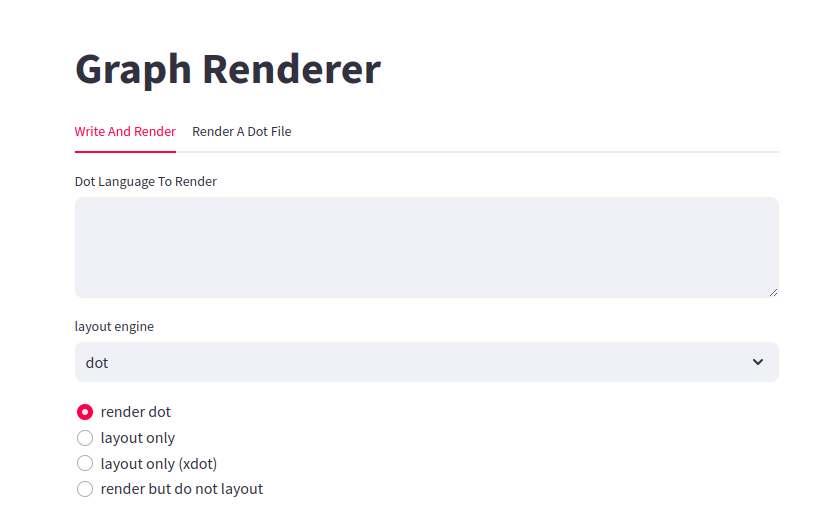 Graph Renderer
Write And Render Render A Dot File
Dot Language To Render
layout engine
dot
render dot
layout only
layout only (xdot)
render but do not layout